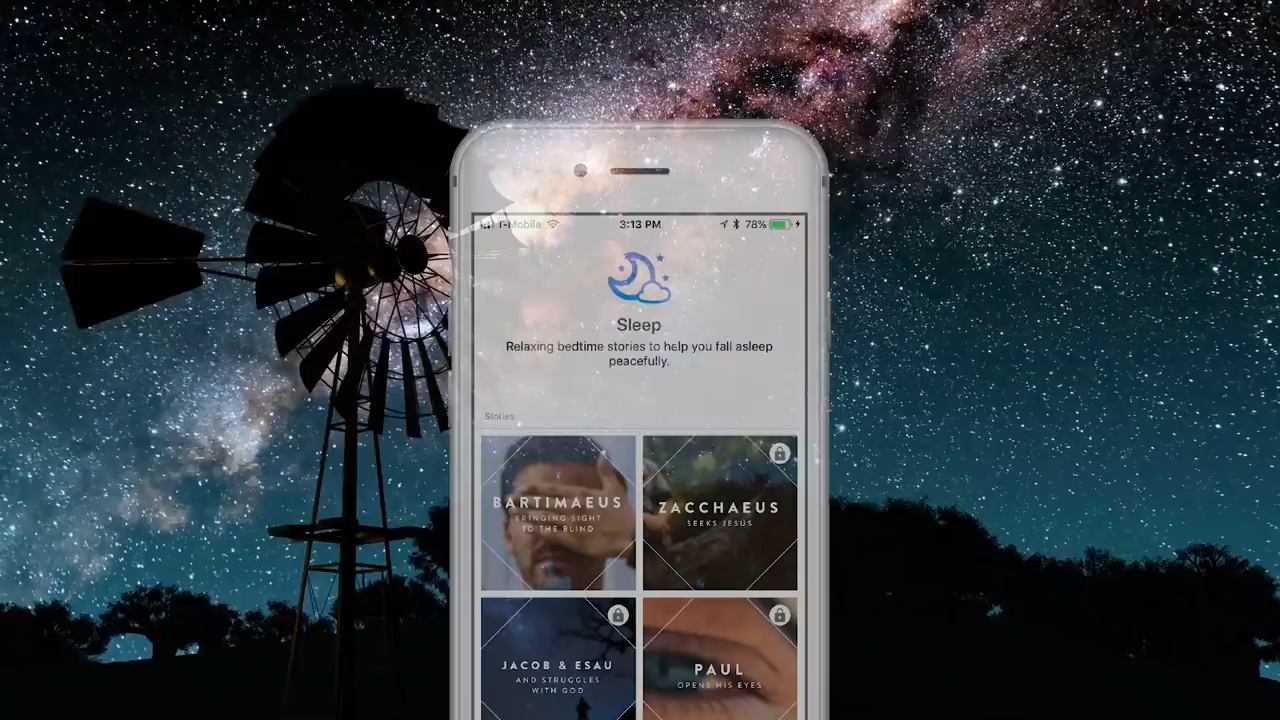 T-Mobile 3:13 PM 78%
Sleep
Relaxing bedtime stories to help you fall asleep
peacefully.
Stories
BARTIMAEUS
BRINGING SIGHT
TO THE BLIND
ZACCHAEUS
SEEKS JESUS
JACOB & ESAU
AND STRUGGLES
WITH GOD
PAUL
OPENS HIS EYES